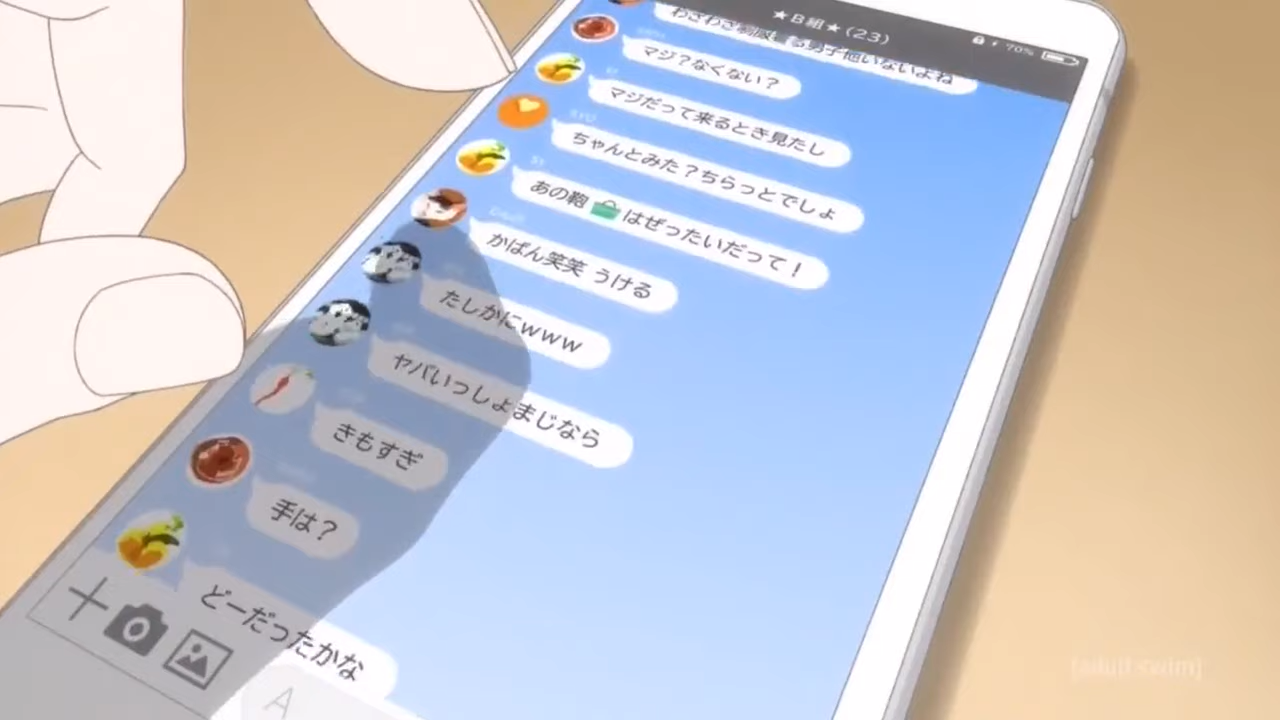 ★B組★(23)
70%
マジ?なくない?
マジだって来るとき見たし
ちゃんとみた?ちらっとでしょ
あの鞄はぜったいだって!
かばん笑笑 うける
たしかにwww
ヤバいっしょまじなら
きもすぎ
手は?
どーだったかな
A
[adult swim]